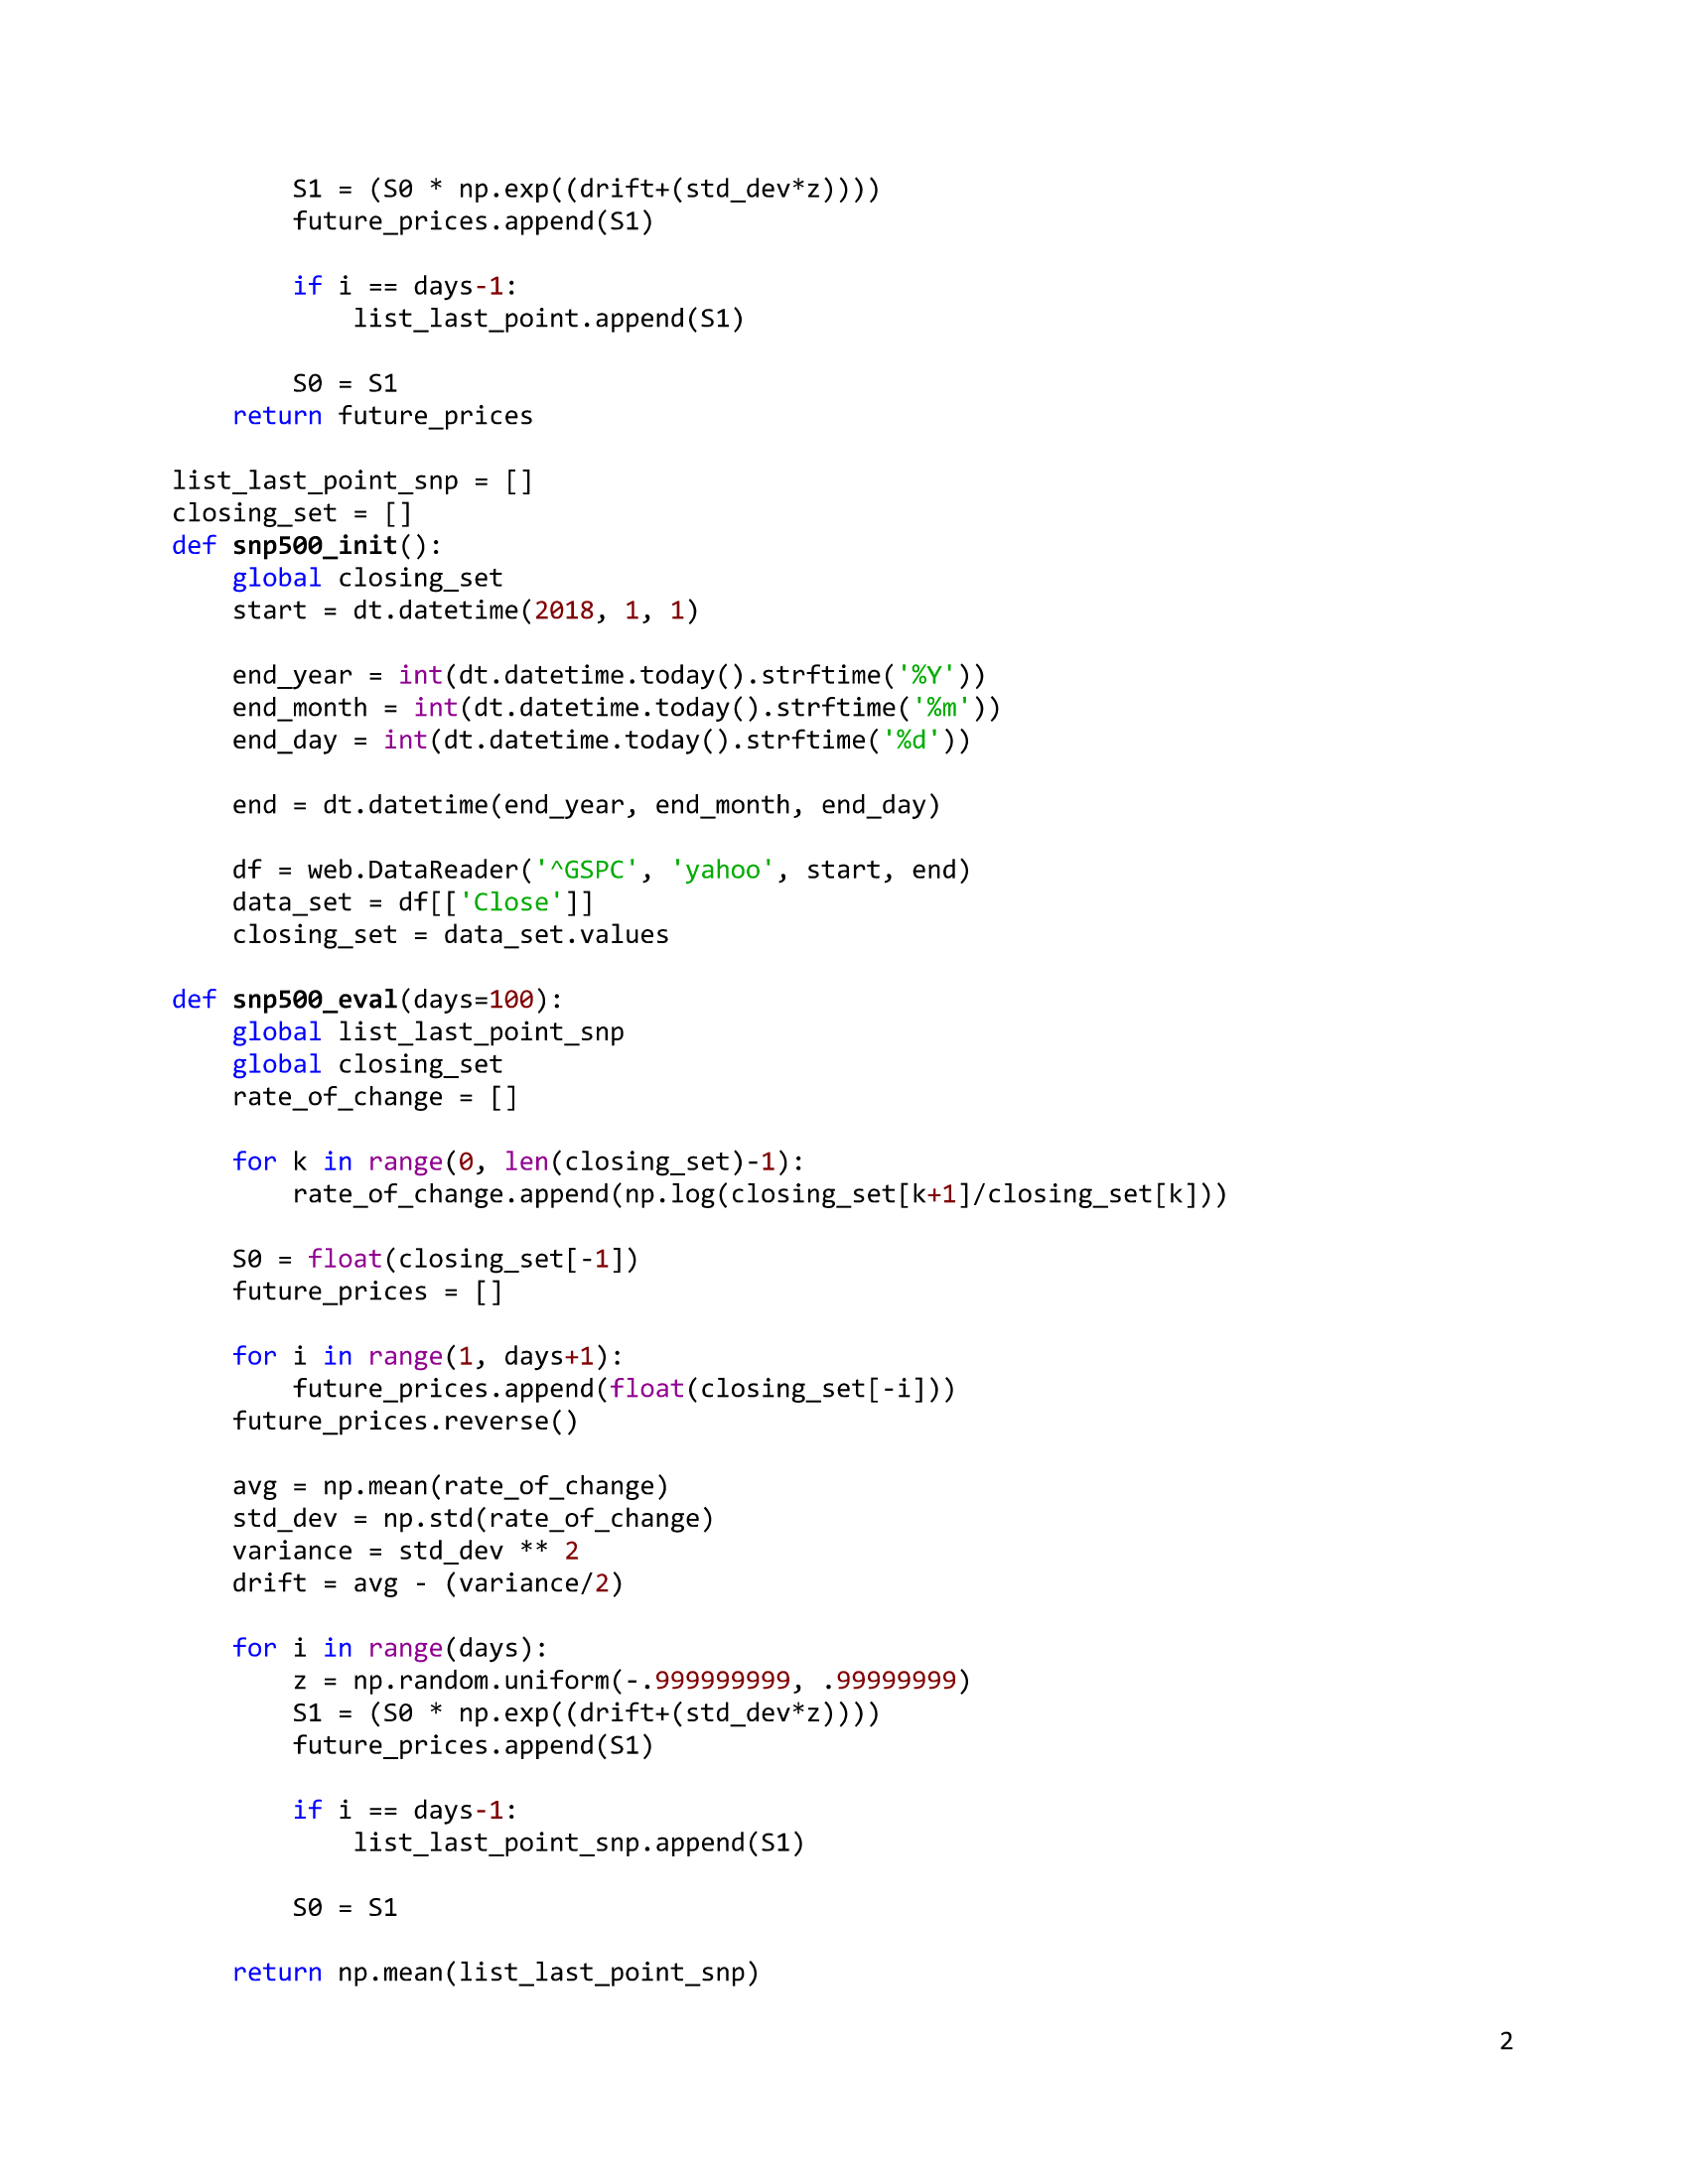 S1 = (S0 * np.exp((drift+(std_dev*z))))
        future_prices.append(S1)

        if i == days-1:
            list_last_point.append(S1)

        S0 = S1
    return future_prices

list_last_point_snp = []
closing_set = []
def snp500_init():
    global closing_set
    start = dt.datetime(2018, 1, 1)

    end_year = int(dt.datetime.today().strftime('%Y'))
    end_month = int(dt.datetime.today().strftime('%m'))
    end_day = int(dt.datetime.today().strftime('%d'))

    end = dt.datetime(end_year, end_month, end_day)

    df = web.DataReader('^GSPC', 'yahoo', start, end)
    data_set = df[['Close']]
    closing_set = data_set.values

def snp500_eval(days=100):
    global list_last_point_snp
    global closing_set
    rate_of_change = []

    for k in range(0, len(closing_set)-1):
        rate_of_change.append(np.log(closing_set[k+1]/closing_set[k]))

    S0 = float(closing_set[-1])
    future_prices = []

    for i in range(1, days+1):
        future_prices.append(float(closing_set[-i]))
    future_prices.reverse()

    avg = np.mean(rate_of_change)
    std_dev = np.std(rate_of_change)
    variance = std_dev ** 2
    drift = avg - (variance/2)

    for i in range(days):
        z = np.random.uniform(-.999999999, .99999999)
        S1 = (S0 * np.exp((drift+(std_dev*z))))
        future_prices.append(S1)

        if i == days-1:
            list_last_point_snp.append(S1)

        S0 = S1

    return np.mean(list_last_point_snp)

2